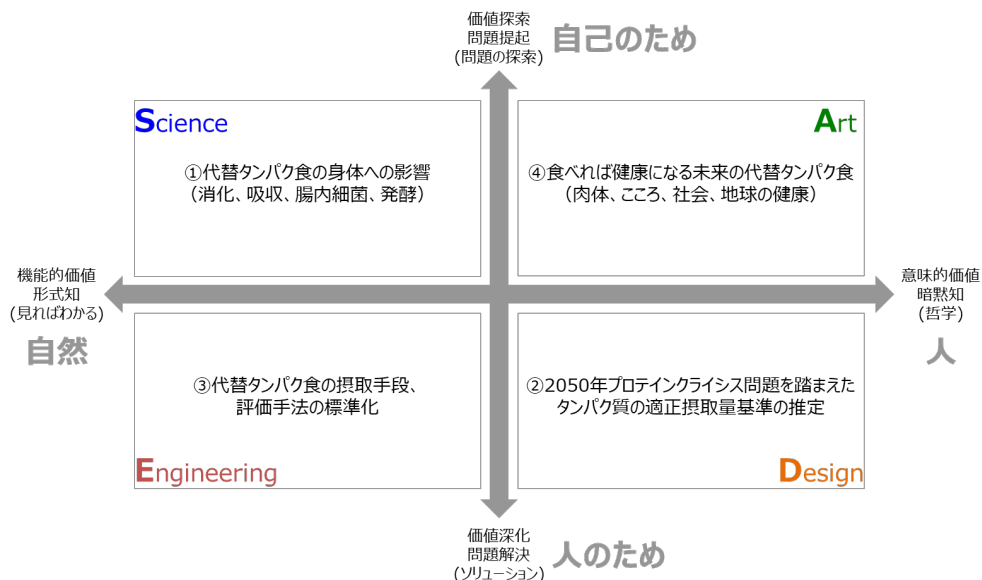 価値探索
問題提起
(問題の探索)
自己のため
Science
①代替タンパク食の身体への影響
（消化、吸収、腸内細菌、発酵）
Art
④食べれば健康になる未来の代替タンパク食
（肉体、こころ、社会、地球の健康）
機能的価値
形式知
(見ればわかる)
自然
意味的価値
暗黙知
(哲学)
人
③代替タンパク食の摂取手段、
評価手法の標準化
Engineering
②2050年プロテインクライシス問題を踏まえた
タンパク質の適正摂取量基準の推定
Design
価値深化
問題解決
(ソリューション)
人のため